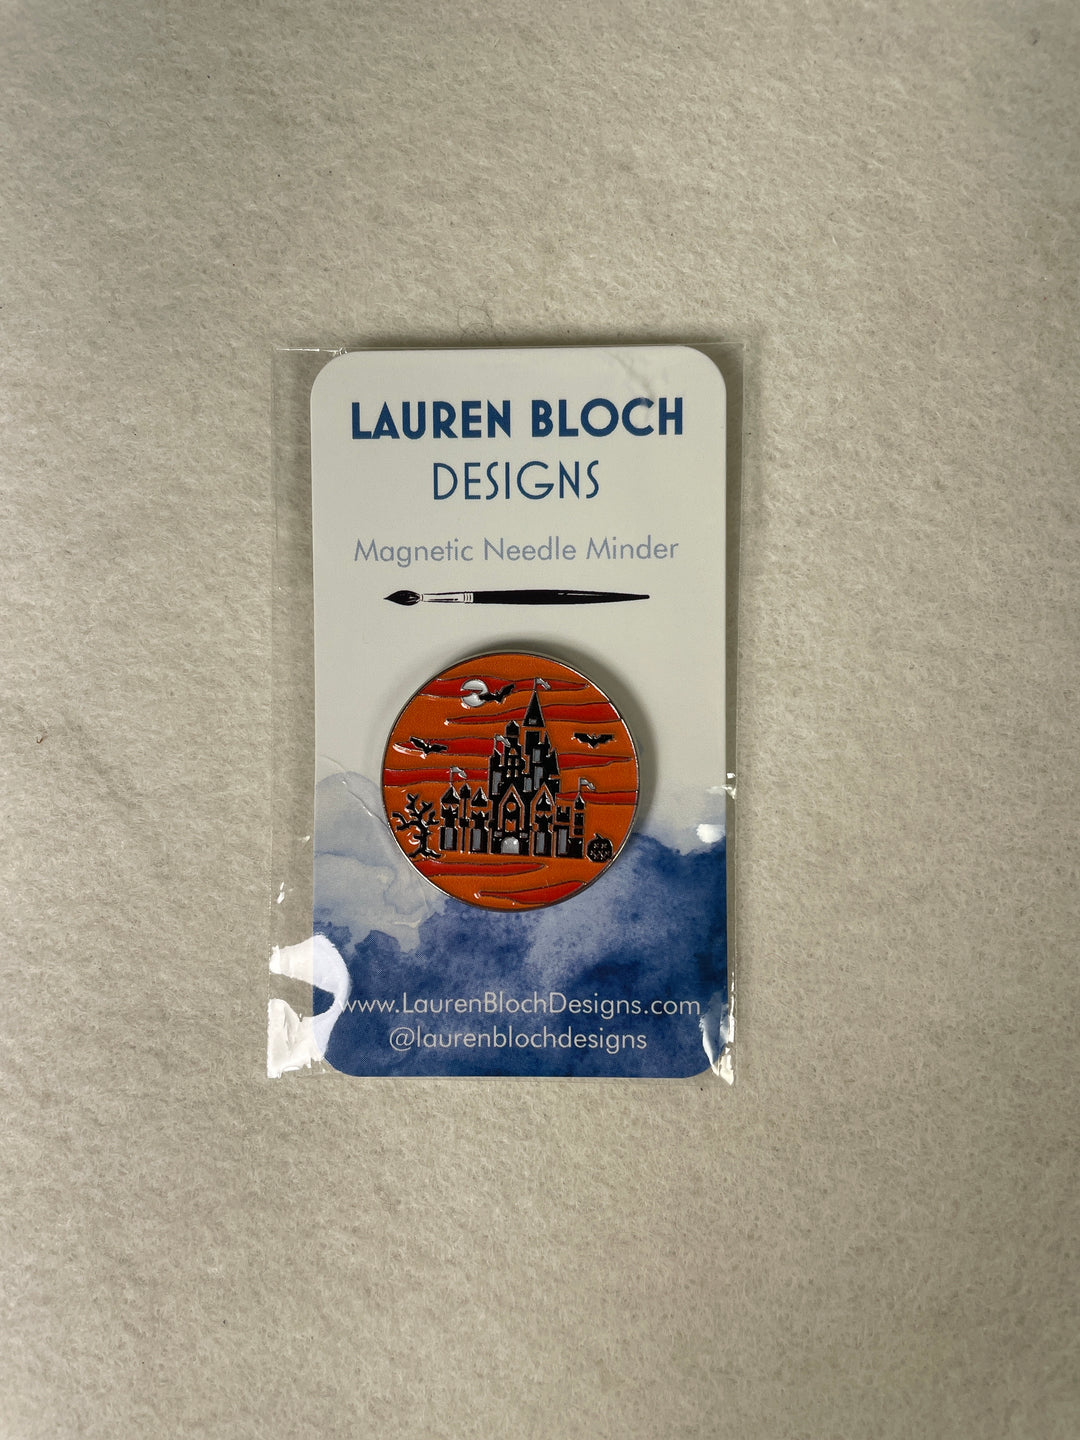 LAUREN BLOCH
DESIGNS
Magnetic Needle Minder
www.LaurenBlochDesigns.com
@laurenblochdesigns